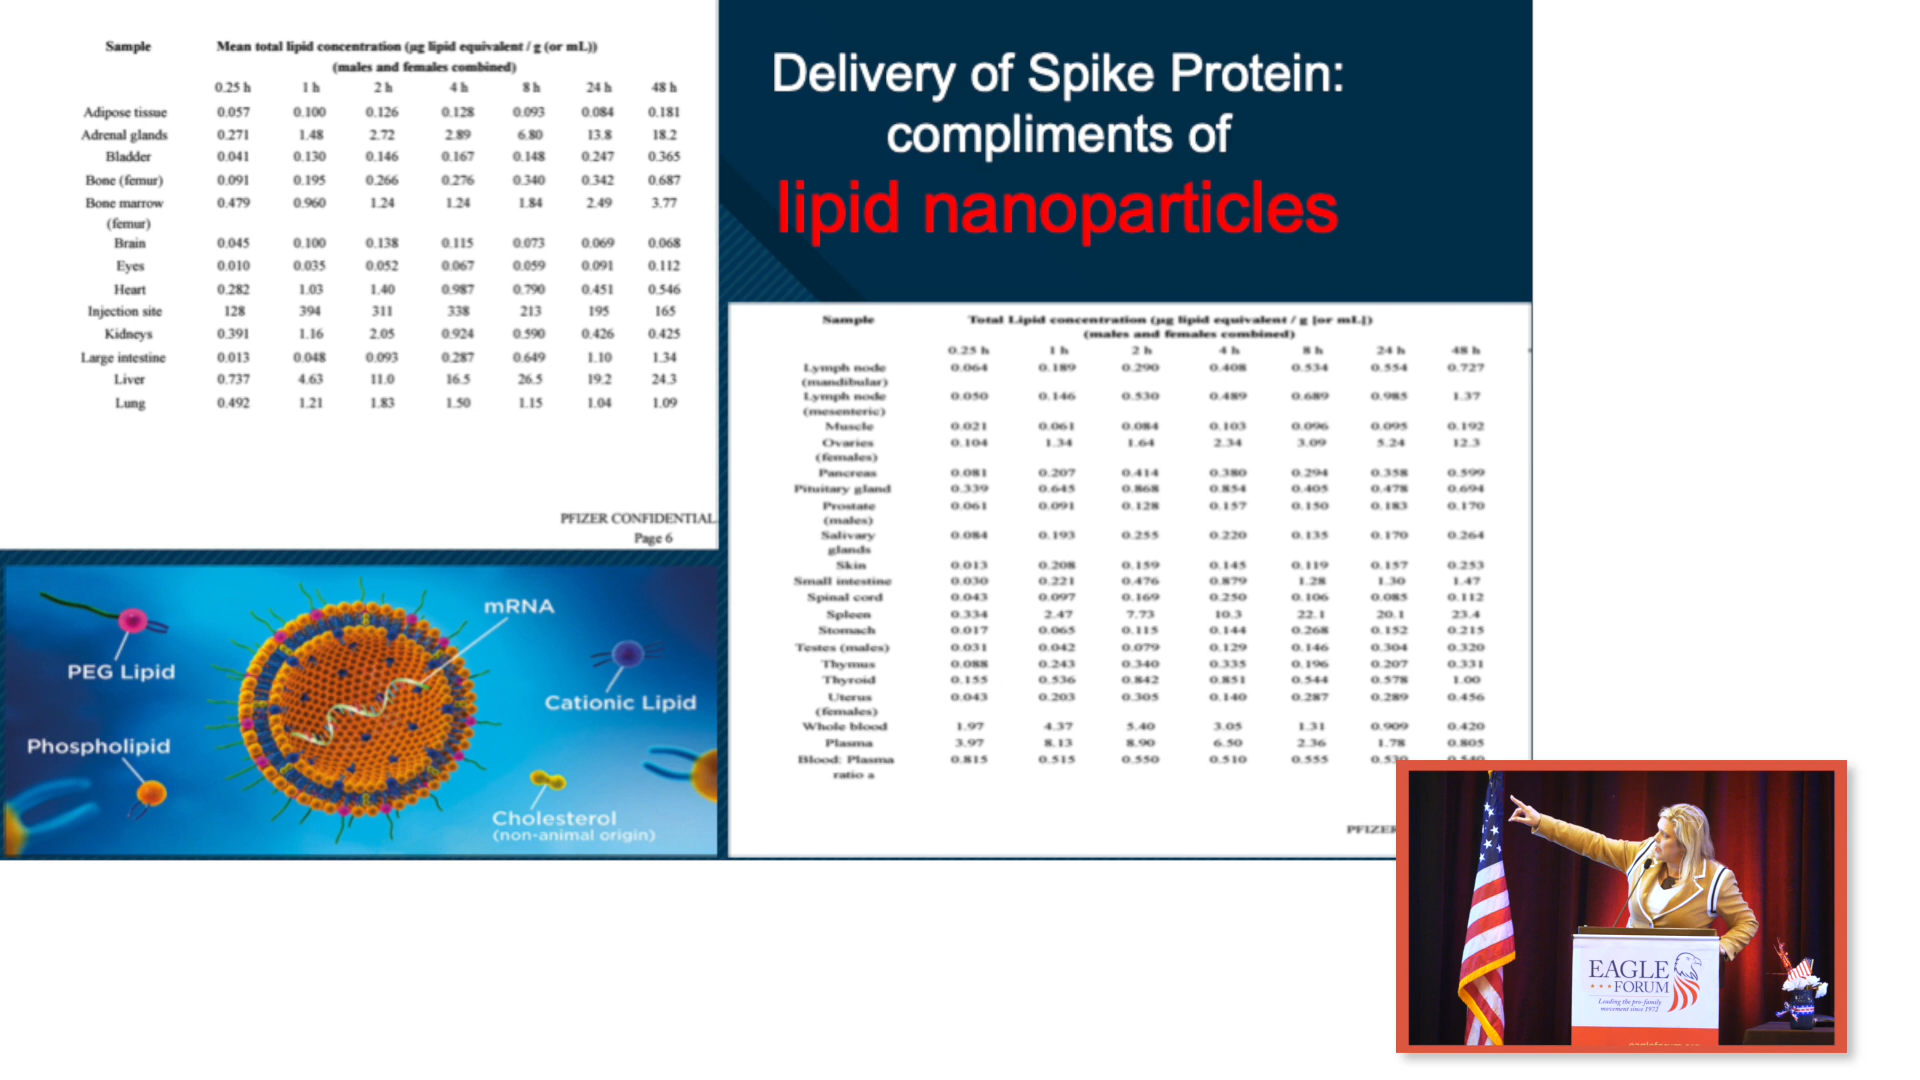 Sample Mean total lipid concentration (µg lipid equivalent / g (or mL))
(males and females combined)
0.25 h 1 h 2 h 4 h 8 h 24 h 48 h
Adipose tissue 0.057 0.100 0.126 0.128 0.093 0.084 0.181
Adrenal glands 0.271 1.48 2.72 2.89 6.80 13.8 18.2
Bladder 0.041 0.130 0.146 0.167 0.148 0.247 0.365
Bone (femur) 0.091 0.195 0.266 0.276 0.340 0.342 0.687
Bone marrow 0.479 0.960 1.24 1.24 1.84 2.49 3.77
(femur)
Brain 0.045 0.100 0.138 0.115 0.073 0.069 0.068
Eyes 0.010 0.035 0.052 0.067 0.059 0.091 0.112
Heart 0.282 1.03 1.40 0.987 0.790 0.451 0.546
Injection site 128 394 311 338 213 195 165
Kidneys 0.391 1.16 2.05 0.924 0.590 0.426 0.425
Large intestine 0.013 0.048 0.093 0.287 0.649 1.10 1.34
Liver 0.737 4.63 11.0 16.5 26.5 19.2 24.3
Lung 0.492 1.21 1.83 1.50 1.15 1.04 1.09
PFIZER CONFIDENTIAL
Page 6
Delivery of Spike Protein:
compliments of
lipid nanoparticles
Sample Total Lipid concentration (µg lipid equivalent / g [or mL])
(males and females combined)
0.25 h 1 h 2 h 4 h 8 h 24 h 48 h
Lymph node 0.064 0.189 0.290 0.408 0.534 0.554 0.727
(mandibular)
Lymph node 0.050 0.146 0.530 0.489 0.689 0.985 1.37
(mesenteric)
Muscle 0.021 0.061 0.084 0.103 0.096 0.095 0.192
Ovaries 0.104 1.34 1.64 2.34 3.09 5.24 12.3
(females)
Pancreas 0.081 0.207 0.414 0.380 0.294 0.358 0.599
Pituitary gland 0.339 0.645 0.868 0.854 0.405 0.478 0.694
Prostate 0.061 0.091 0.128 0.157 0.150 0.183 0.170
(males)
Salivary 0.084 0.193 0.255 0.220 0.135 0.170 0.264
glands
Skin 0.013 0.208 0.159 0.145 0.119 0.157 0.253
Small intestine 0.030 0.221 0.476 0.879 1.28 1.30 1.47
Spinal cord 0.043 0.097 0.169 0.250 0.106 0.085 0.112
Spleen 0.334 2.47 7.73 10.3 22.1 20.1 23.4
Stomach 0.017 0.065 0.115 0.144 0.268 0.152 0.215
Testes (males) 0.031 0.042 0.079 0.129 0.146 0.304 0.320
Thymus 0.088 0.243 0.340 0.335 0.196 0.207 0.331
Thyroid 0.155 0.536 0.842 0.851 0.544 0.578 1.00
Uterus 0.043 0.203 0.305 0.140 0.287 0.289 0.456
(females)
Whole blood 1.97 4.37 5.40 3.05 1.31 0.909 0.420
Plasma 3.97 8.13 8.90 6.50 2.36 1.78 0.805
Blood: Plasma 0.815 0.515 0.550 0.510 0.555
ratio a
PFIZER
PEG Lipid
mRNA
Cationic Lipid
Phospholipid
Cholesterol
(non-animal origin)
EAGLE
FORUM
Leading the pro-family
movement since 1972